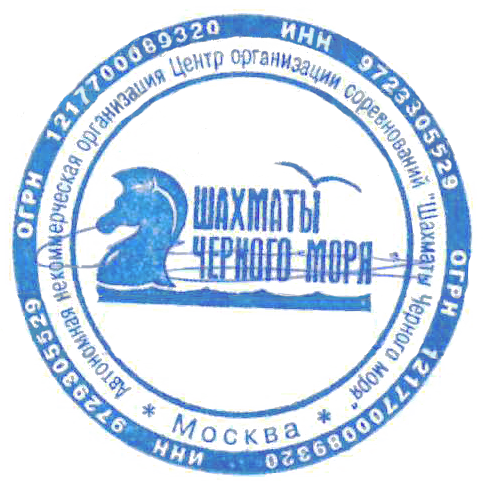 ОГРН 1217700089320 ИНН 9729305529 ОГРН 1217700089320 ИНН 9729305529
Автономная некоммерческая организация Центр организации соревнований "Шахматы Черного моря"
* Москва *
ШАХМАТЫ
ЧЕРНОГО МОРЯ